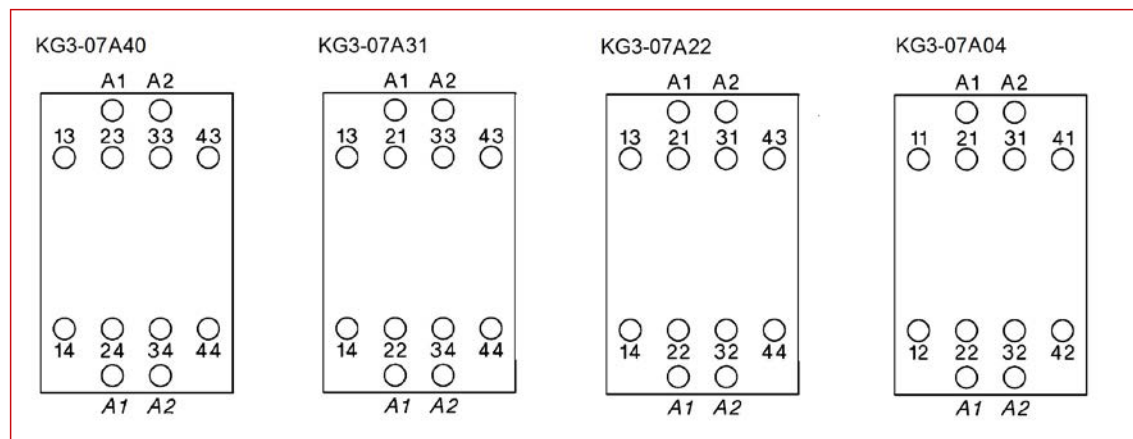 KG3-07A40
A1 A2
13 23 33 43
14 24 34 44
A1 A2
KG3-07A31
A1 A2
13 21 33 43
14 22 34 44
A1 A2
KG3-07A22
A1 A2
13 21 31 43
14 22 32 44
A1 A2
KG3-07A04
A1 A2
11 21 31 41
12 22 32 42
A1 A2